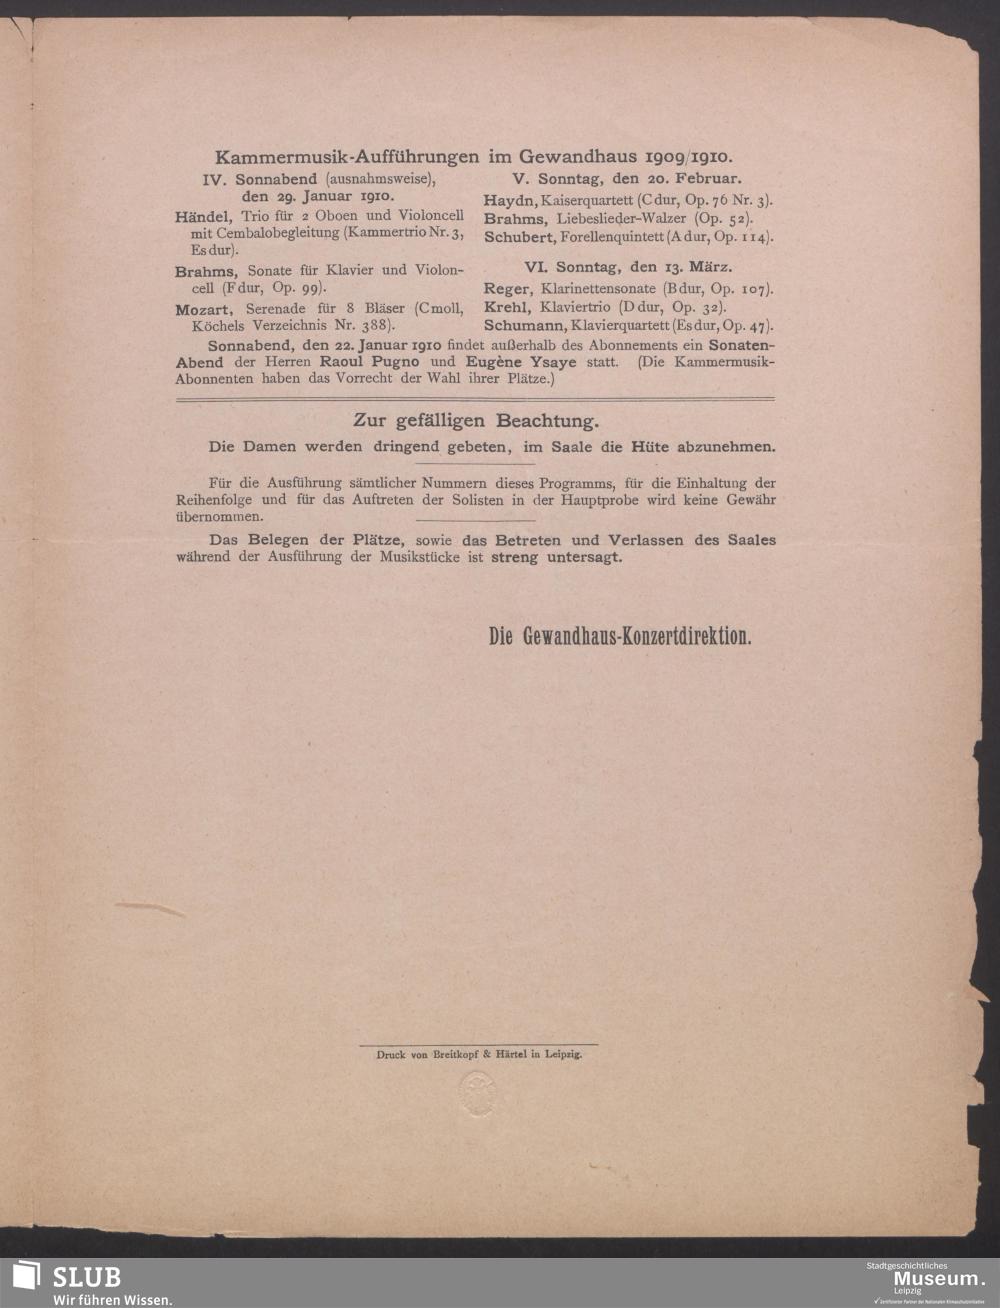 Kammermusik-Aufführungen im Gewandhaus 1909/1910.
IV. Sonnabend (ausnahmsweise),
den 29. Januar 1910.
Händel, Trio für 2 Oboen und Violoncell
mit Cembalobegleitung (Kammertrio Nr. 3,
Es dur).
Brahms, Sonate für Klavier und Violon-
cell (F dur, Op. 99).
Mozart, Serenade für 8 Bläser (C moll,
Köchels Verzeichnis Nr. 388).
V. Sonntag, den 20. Februar.
Haydn, Kaiserquartett (C dur, Op. 76 Nr. 3).
Brahms, Liebeslieder-Walzer (Op. 52).
Schubert, Forellenquintett (A dur, Op. 114).
VI. Sonntag, den 13. März.
Reger, Klarinettensonate (B dur, Op. 107).
Krehl, Klaviertrio (D dur, Op. 32).
Schumann, Klavierquartett (Es dur, Op. 47).
Sonnabend, den 22. Januar 1910 findet außerhalb des Abonnements ein Sonaten-
Abend der Herren Raoul Pugno und Eugène Ysaye statt. (Die Kammermusik-
Abonnenten haben das Vorrecht der Wahl ihrer Plätze.)
Zur gefälligen Beachtung.
Die Damen werden dringend gebeten, im Saale die Hüte abzunehmen.
Für die Ausführung sämtlicher Nummern dieses Programms, für die Einhaltung der
Reihenfolge und für das Auftreten der Solisten in der Hauptprobe wird keine Gewähr
übernommen.
Das Belegen der Plätze, sowie das Betreten und Verlassen des Saales
während der Ausführung der Musikstücke ist streng untersagt.
Die Gewandhaus-Konzertdirektion.
Druck von Breitkopf & Härtel in Leipzig.
SLUB
Wir führen Wissen.
Stadtgeschichtliches
Museum.
Leipzig
Zertifizierter Partner der Nationalen Klimaschutzinitiative